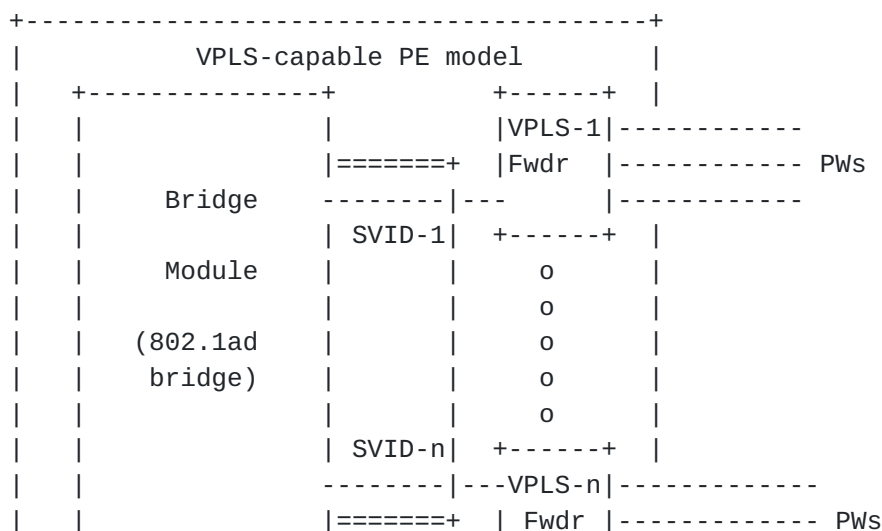 +-----------------------------------------+
|           VPLS-capable PE model         |
|   +---------------+          +------+   |
|   |               |          |VPLS-1|------------
|   |               |=======+  |Fwdr  |------------ PWs
|   |     Bridge    --------|---       |------------
|   |               | SVID-1|  +------+   |
|   |     Module    |       |     o       |
|   |               |       |     o       |
|   |   (802.1ad    |       |     o       |
|   |    bridge)    |       |     o       |
|   |               |       |     o       |
|   |               | SVID-n|  +------+   |
|   |               --------|---VPLS-n|-------------
|   |               |=======+  | Fwdr |------------- PWs